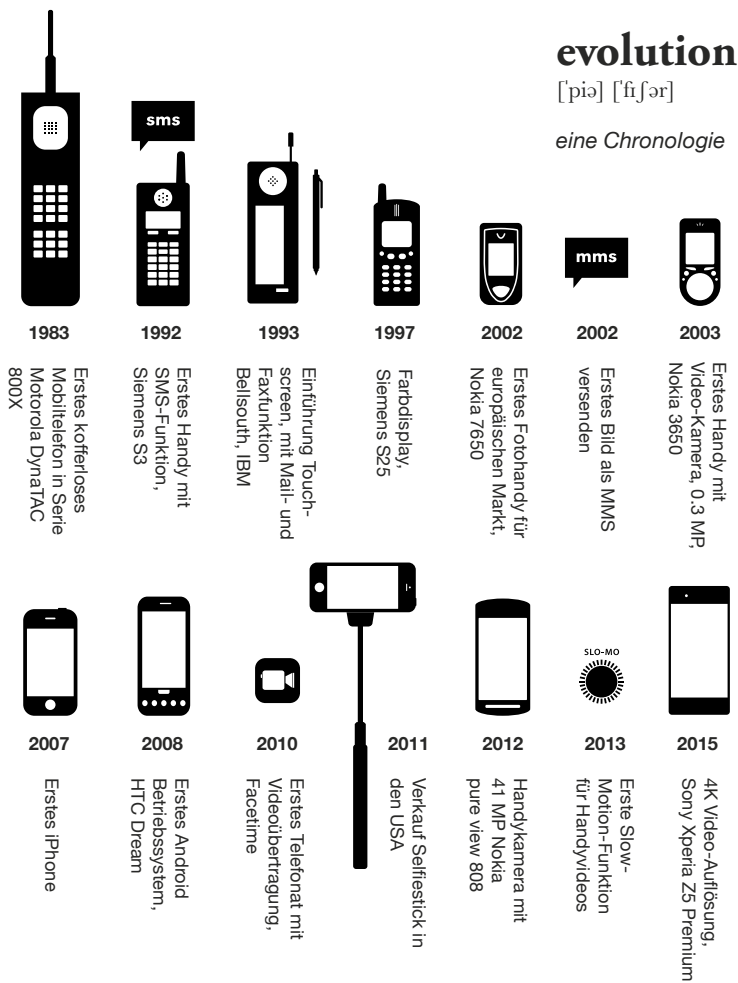 evolution
[ˈpiə] [ˈfɪʃər]
eine Chronologie
sms
1983
Erstes kofferloses
Mobiltelefon in Serie
Motorola DynaTAC
800X
1992
Erstes Handy mit
SMS-Funktion,
Siemens S3
1993
Einführung Touch-
screen, mit Mail- und
Faxfunktion
Bellsouth, IBM
1997
Farbdisplay,
Siemens S25
2002
Erstes Fotohandy für
europäischen Markt,
Nokia 7650
mms
2002
Erstes Bild als MMS
versenden
2003
Erstes Handy mit
Video-Kamera, 0.3 MP,
Nokia 3650
2007
Erstes iPhone
2008
Erstes Android
Betriebssystem,
HTC Dream
2010
Erstes Telefonat mit
Videoübertragung,
Facetime
2011
Verkauf Selfiestick in
den USA
2012
Handykamera mit
41 MP Nokia
pure view 808
SLO-MO
2013
Erste Slow-
Motion-Funktion
für Handyvideos
2015
4K Video-Auflösung,
Sony Xperia Z5 Premium